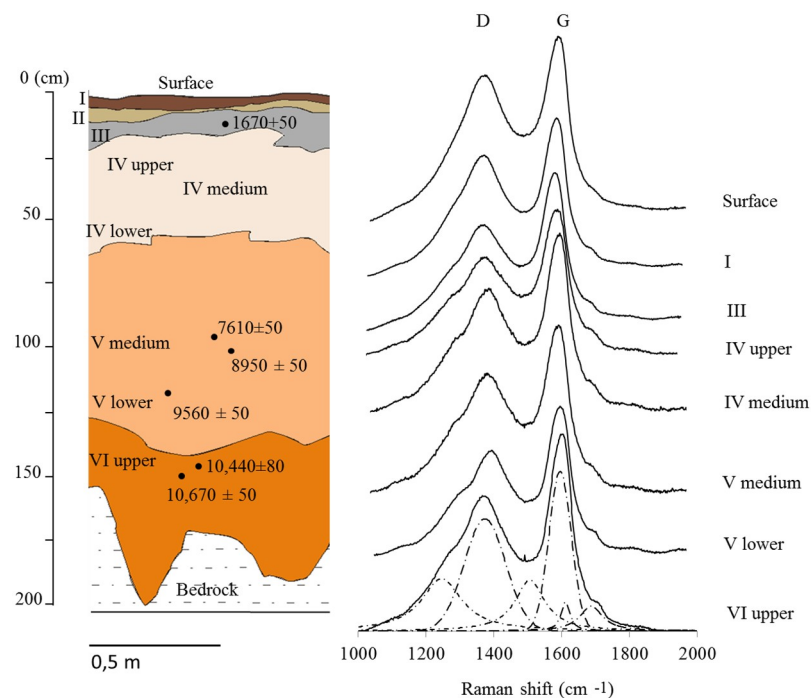 D G
0 (cm)
Surface
I
II
1670+50
III
IV upper
IV medium
Surface
50
IV lower
I
III
7610±50
100
V medium
IV upper
8950 ± 50
V lower
IV medium
9560 ± 50
VI upper
10,440±80
150
10,670 ± 50
V medium
V lower
Bedrock
200
VI upper
1000 1200 1400 1600 1800 2000
0,5 m
Raman shift (cm -1)